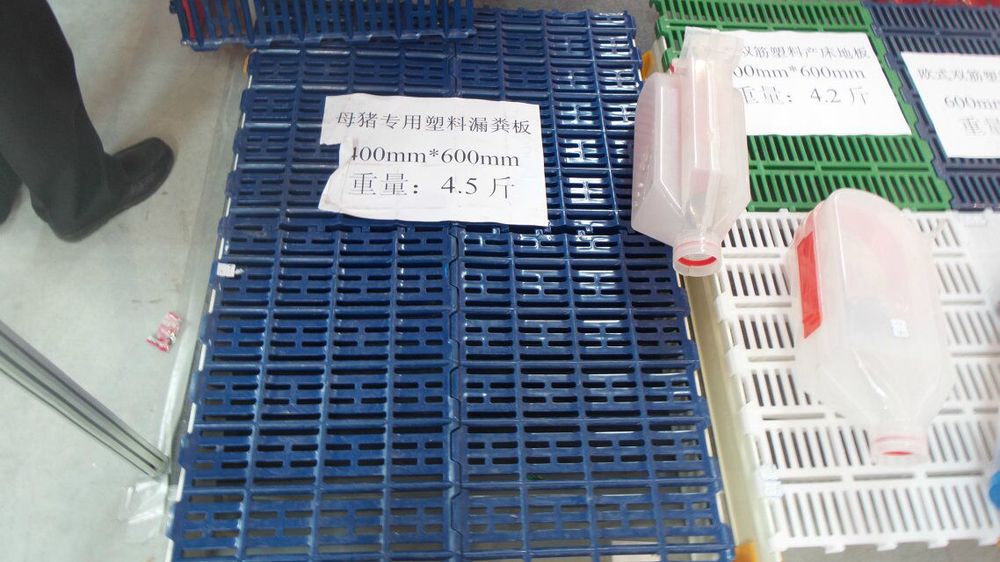 母猪专用塑料漏粪板
400mm*600mm
重量：4.5 斤
双筋塑料产床地板
00mm*600mm
重量：4.2 斤
欧式双筋塑
600m
重量